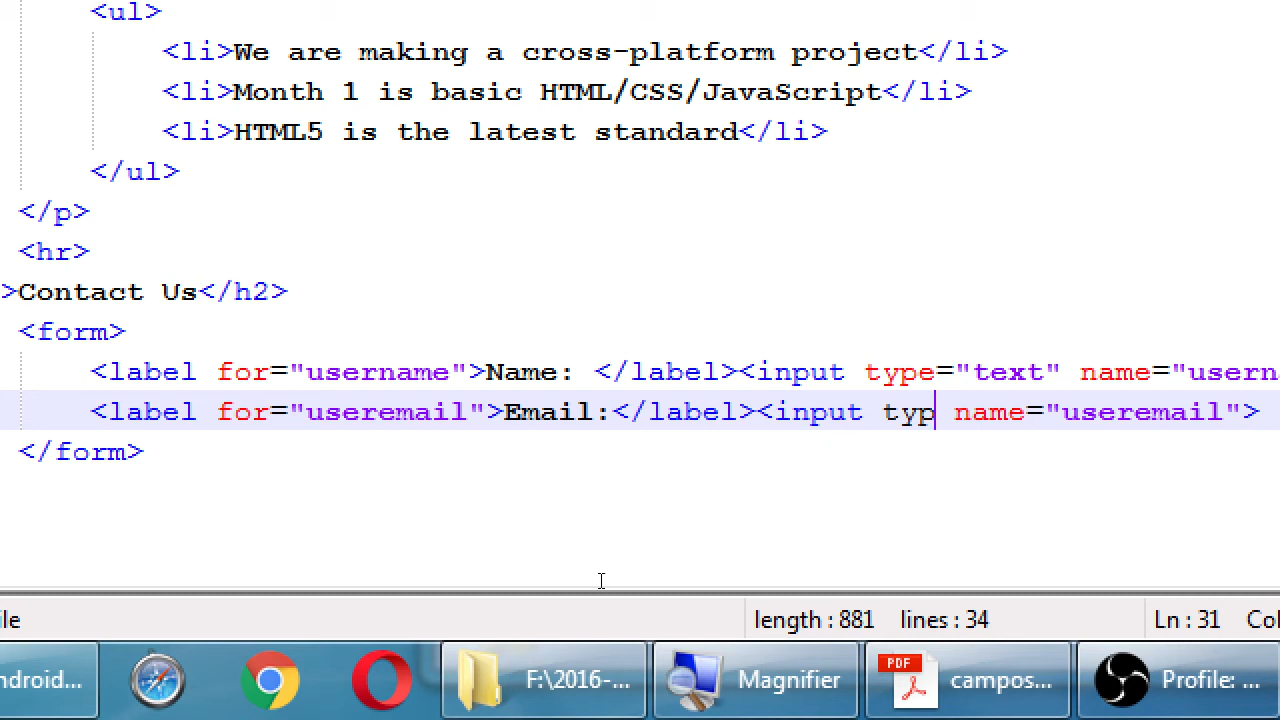 <ul>
<li>We are making a cross-platform project</li>
<li>Month 1 is basic HTML/CSS/JavaScript</li>
<li>HTML5 is the latest standard</li>
</ul>
</p>
<hr>
>Contact Us</h2>
<form>
<label for="username">Name: </label><input type="text" name="usern
<label for="useremail">Email:</label><input typ name="useremail">
</form>
ile length : 881 lines : 34 Ln : 31 Col
ndroid... F:\2016-... Magnifier PDF campos... Profile: ...